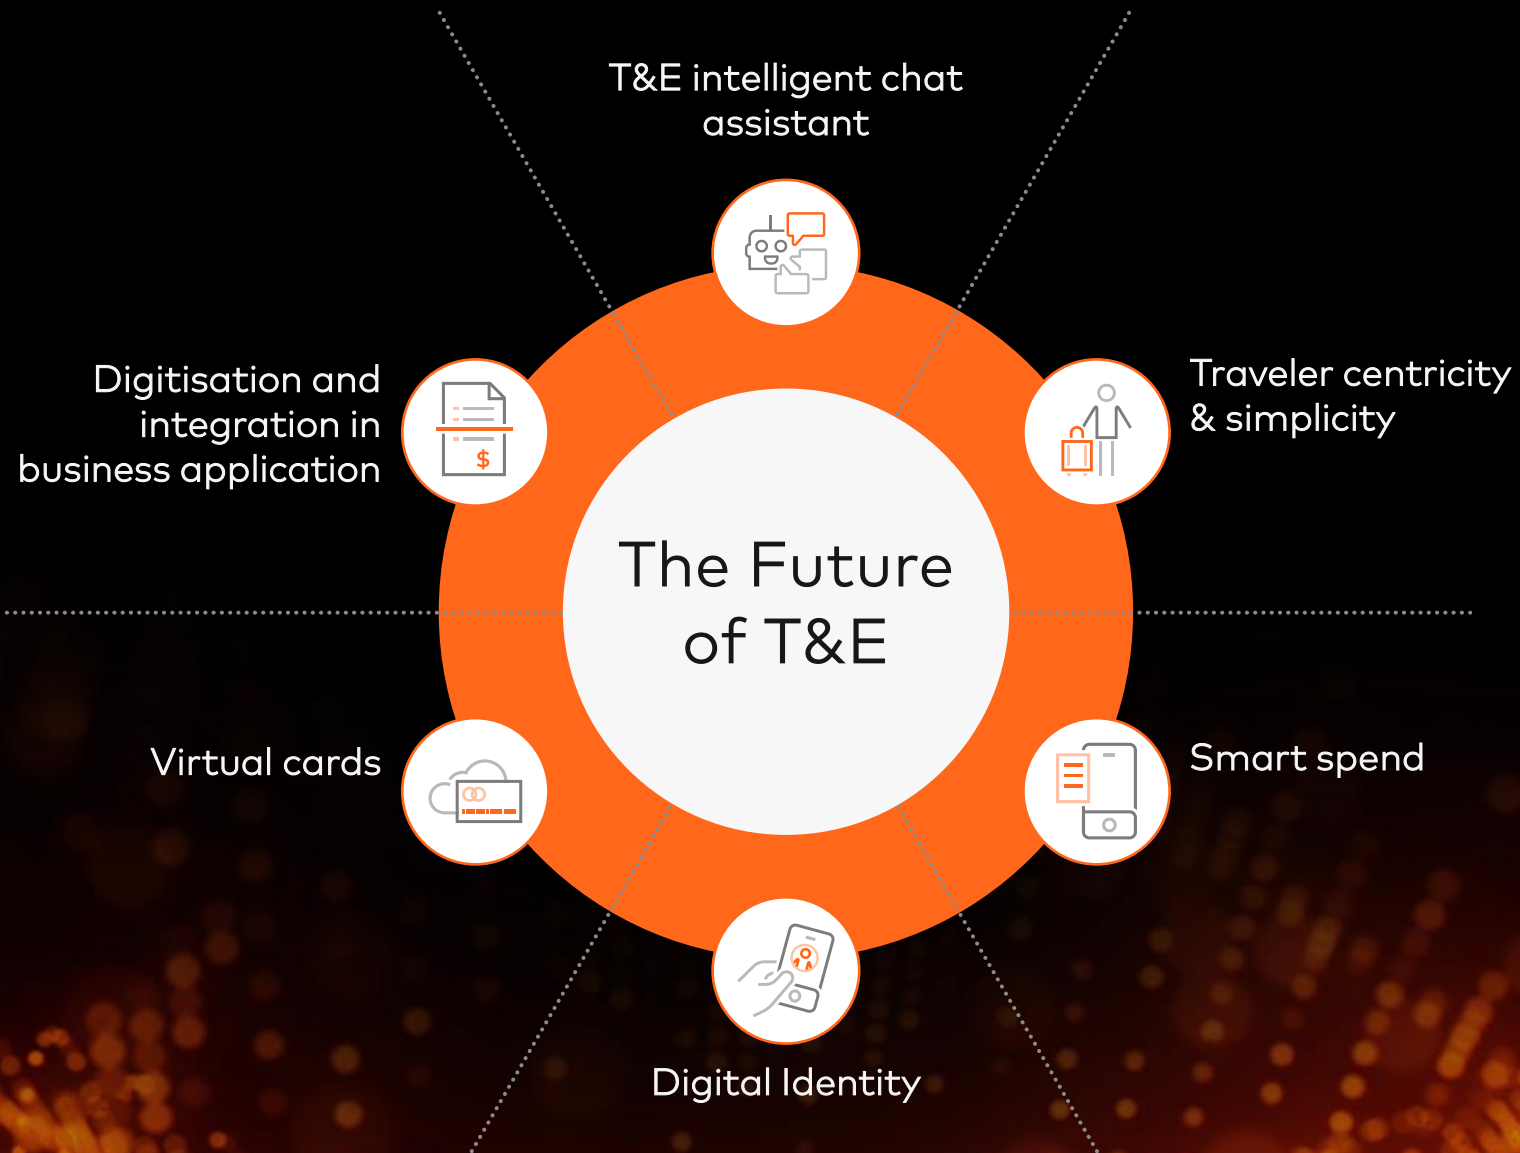 T&E intelligent chat
assistant
Traveler centricity
& simplicity
Smart spend
Digital Identity
Virtual cards
Digitisation and
integration in
business application
$
The Future
of T&E